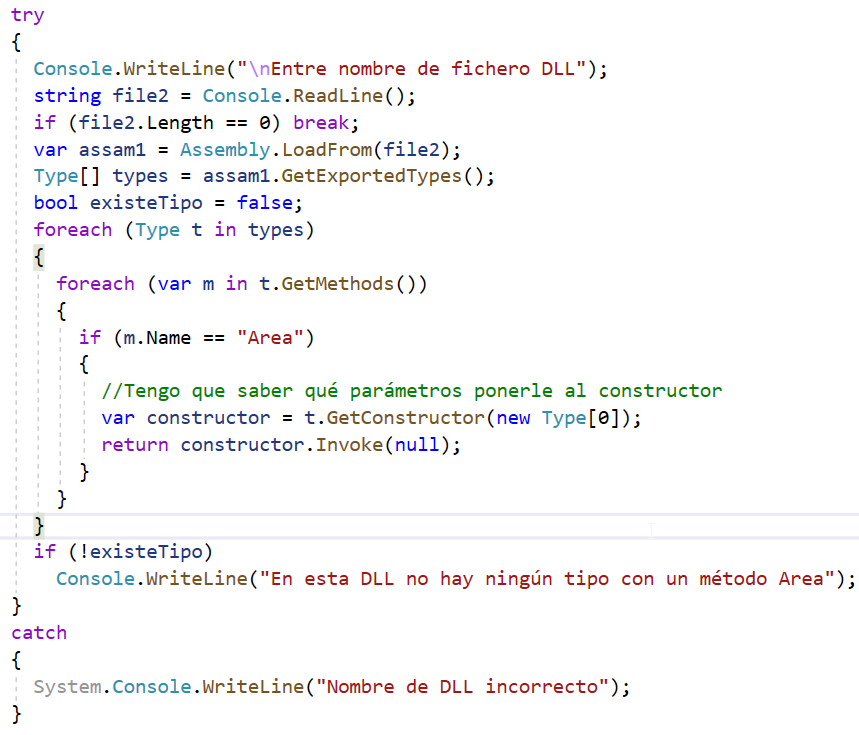 try
{
Console.WriteLine("\nEntre nombre de fichero DLL");
string file2 = Console.ReadLine();
if (file2.Length == 0) break;
var assam1 = Assembly.LoadFrom(file2);
Type[] types = assam1.GetExportedTypes();
bool existeTipo = false;
foreach (Type t in types)
{
foreach (var m in t.GetMethods())
{
if (m.Name == "Area")
{
//Tengo que saber qué parámetros ponerle al constructor
var constructor = t.GetConstructor(new Type[0]);
return constructor.Invoke(null);
}
}
}
if (!existeTipo)
Console.WriteLine("En esta DLL no hay ningún tipo con un método Area");
}
catch
{
System.Console.WriteLine("Nombre de DLL incorrecto");
}